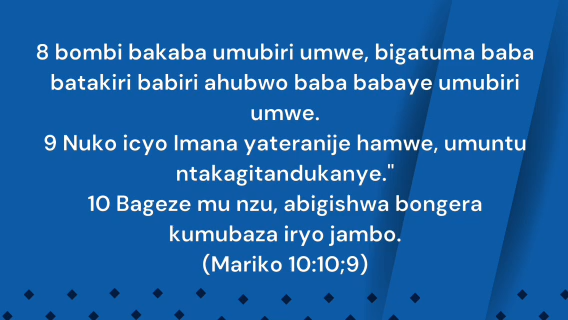 8 bombi bakaba umubiri umwe, bigatuma baba
batakiri babiri ahubwo baba babaye umubiri
umwe.
9 Nuko icyo Imana yateranije hamwe, umuntu
ntakagitandukanye."
10 Bageze mu nzu, abigishwa bongera
kumubaza iryo jambo.
(Mariko 10:10;9)